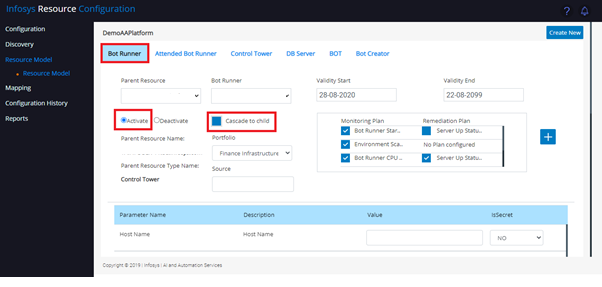 Infosys Resource Configuration
?
Configuration
Discovery
Resource Model
Resource Model
Mapping
Configuration History
Reports
DemoAAPlatform
Create New
Bot Runner
Attended Bot Runner
Control Tower
DB Server
BOT
Bot Creator
Parent Resource
Bot Runner
Validity Start
Validity End
28-08-2020
22-08-2099
Activate
Deactivate
Cascade to child
Monitoring Plan
Remediation Plan
Bot Runner Star..
Server Up Statu..
Environment Sca..
No Plan configured
Bot Runner CPU ..
Server Up Statu..
Parent Resource Name:
Portfolio
Finance Infrastructure
Parent Resource Type Name:
Source
Control Tower
Parameter Name
Description
Value
IsSecret
Host Name
Host Name
NO
Copyright © 2019 | Infosys | AI and Automation Services